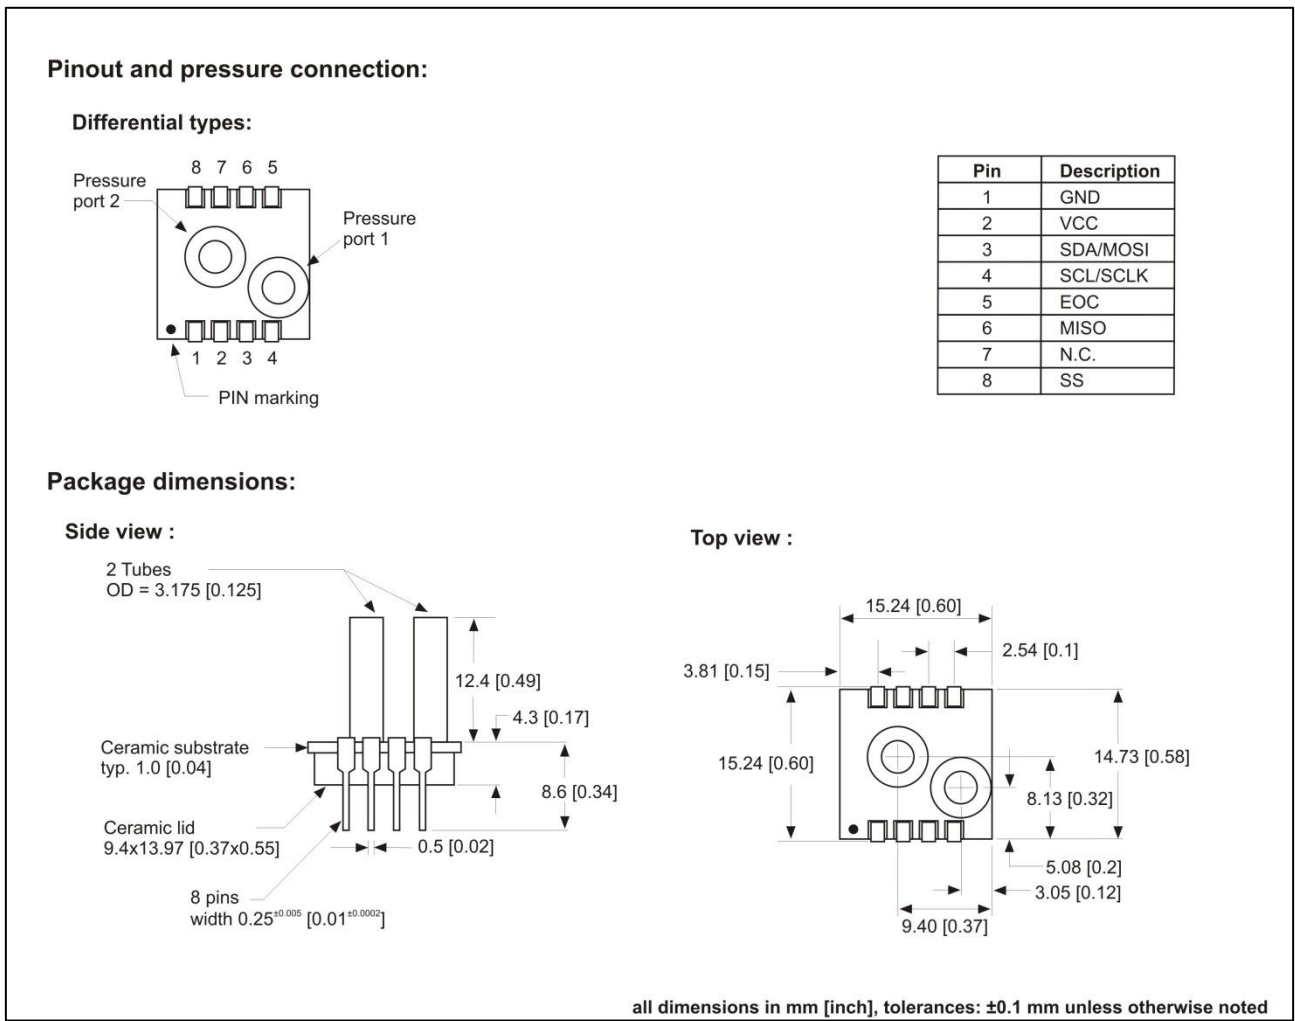 Pinout and pressure connection:
Differential types:
8 7 6 5
Pressure
port 2
Pressure
port 1
1 2 3 4
PIN marking
Pin Description
1 GND
2 VCC
3 SDA/MOSI
4 SCL/SCLK
5 EOC
6 MISO
7 N.C.
8 SS
Package dimensions:
Side view :
2 Tubes
OD = 3.175 [0.125]
12.4 [0.49]
4.3 [0.17]
Ceramic substrate
typ. 1.0 [0.04]
8.6 [0.34]
Ceramic lid
9.4x13.97 [0.37x0.55]
0.5 [0.02]
8 pins
width 0.25±0.005 [0.01±0.0002]
Top view :
15.24 [0.60]
2.54 [0.1]
3.81 [0.15]
15.24 [0.60]
14.73 [0.58]
8.13 [0.32]
5.08 [0.2]
3.05 [0.12]
9.40 [0.37]
all dimensions in mm [inch], tolerances: ±0.1 mm unless otherwise noted